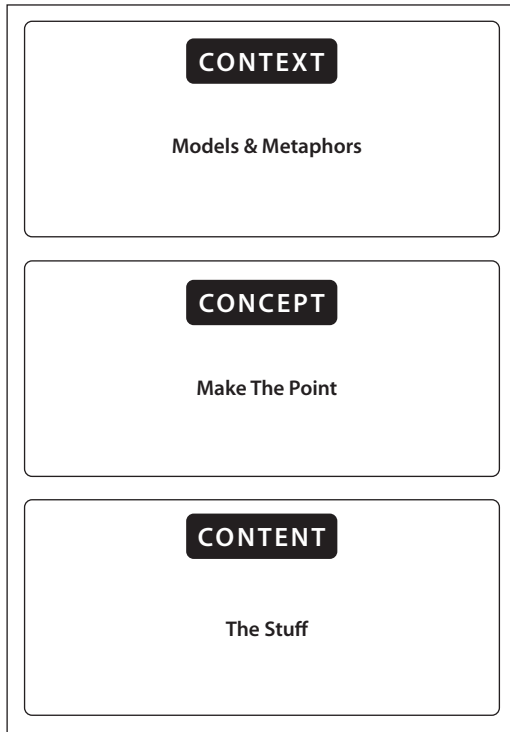 CONTEXT
Models & Metaphors
CONCEPT
Make The Point
CONTENT
The Stuff